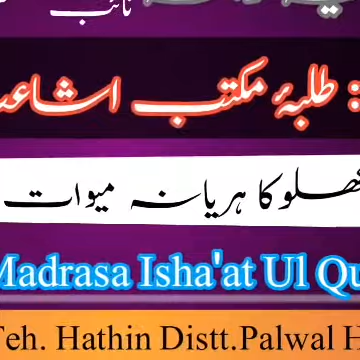 نائب
: طلبۂ مکتب اشاعت
ھلوکا ہریانہ میوات
Madrasa Isha'at Ul Qu
Teh. Hathin Distt.Palwal H